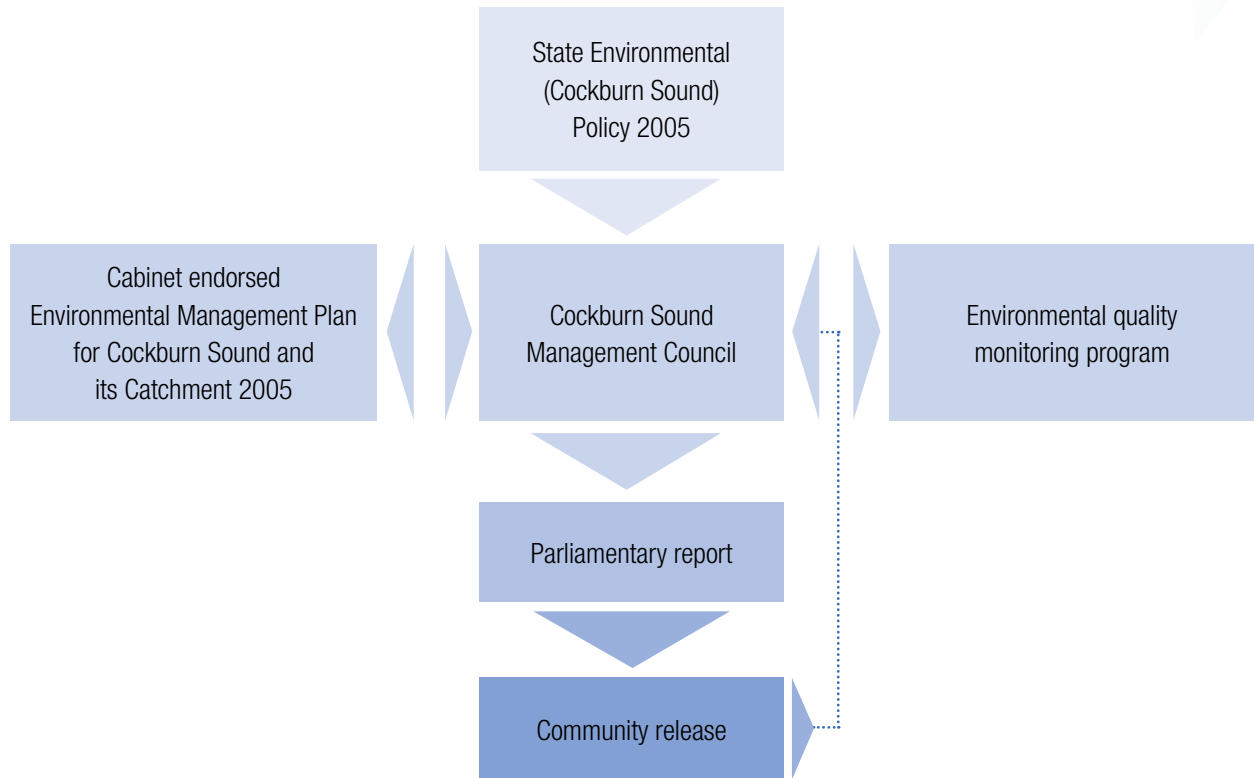 State Environmental
(Cockburn Sound)
Policy 2005
Cabinet endorsed
Environmental Management Plan
for Cockburn Sound and
its Catchment 2005
Cockburn Sound
Management Council
Environmental quality
monitoring program
Parliamentary report
Community release